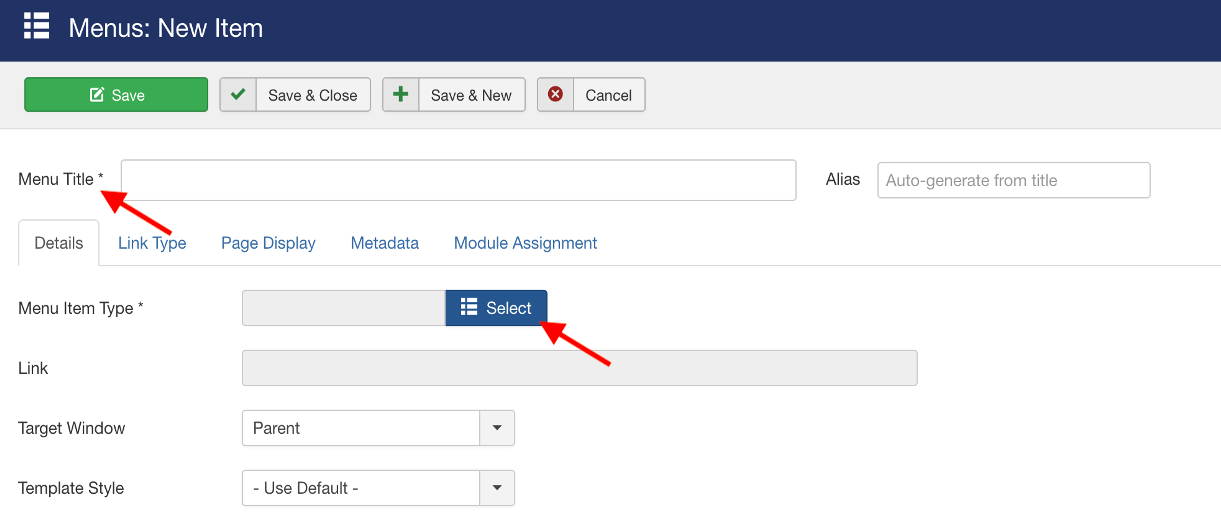 Menus: New Item
Save Save & Close Save & New Cancel
Menu Title * Alias Auto-generate from title
Details Link Type Page Display Metadata Module Assignment
Menu Item Type * Select
Link
Target Window Parent
Template Style - Use Default -